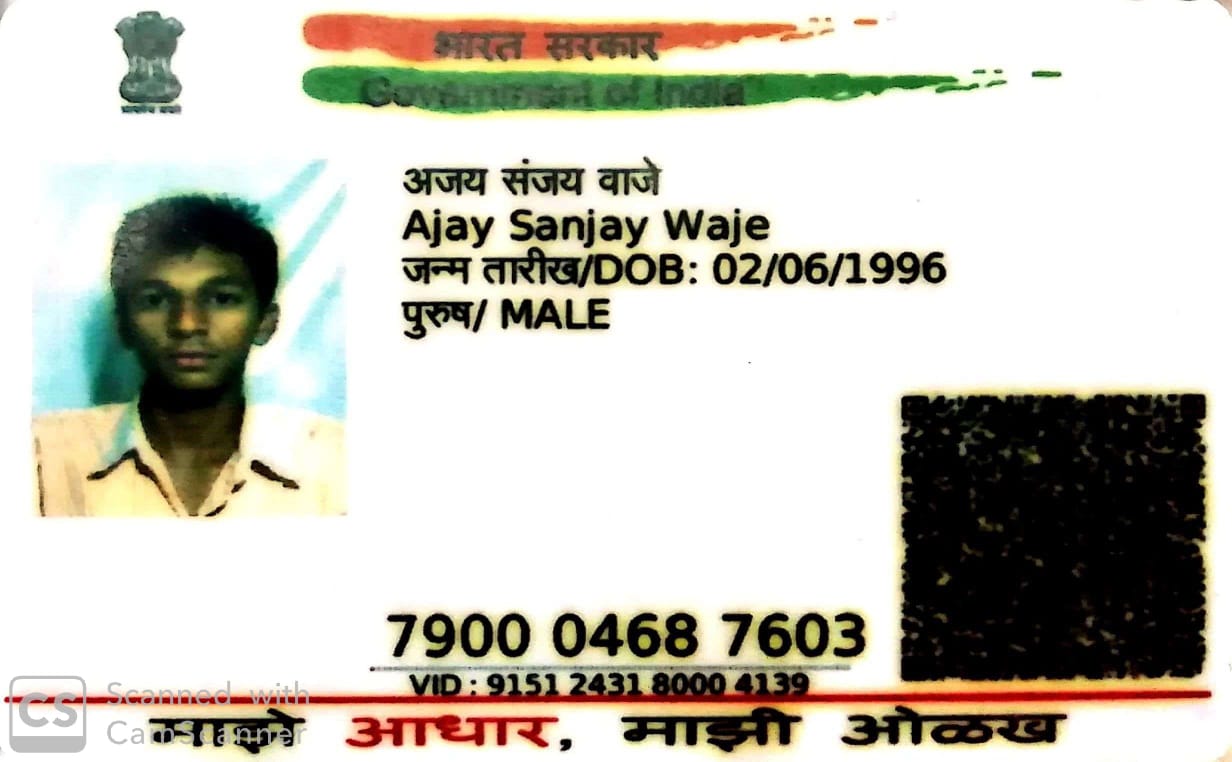 भारत सरकार
Government of India
अजय संजय वाजे
Ajay Sanjay Waje
जन्म तारीख/DOB: 02/06/1996
पुरुष/ MALE
7900 0468 7603
VID : 9151 2431 8000 4139
Scanned with
CS CamScanner
माझे आधार, माझी ओळख